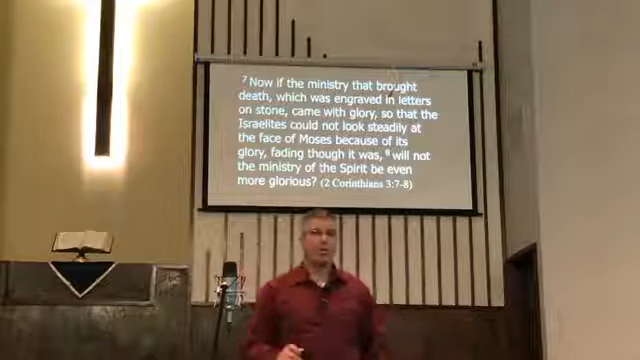 7 Now if the ministry that brought
death, which was engraved in letters
on stone, came with glory, so that the
Israelites could not look steadily at
the face of Moses because of its
glory, fading though it was, 8 will not
the ministry of the Spirit be even
more glorious? (2 Corinthians 3:7-8)